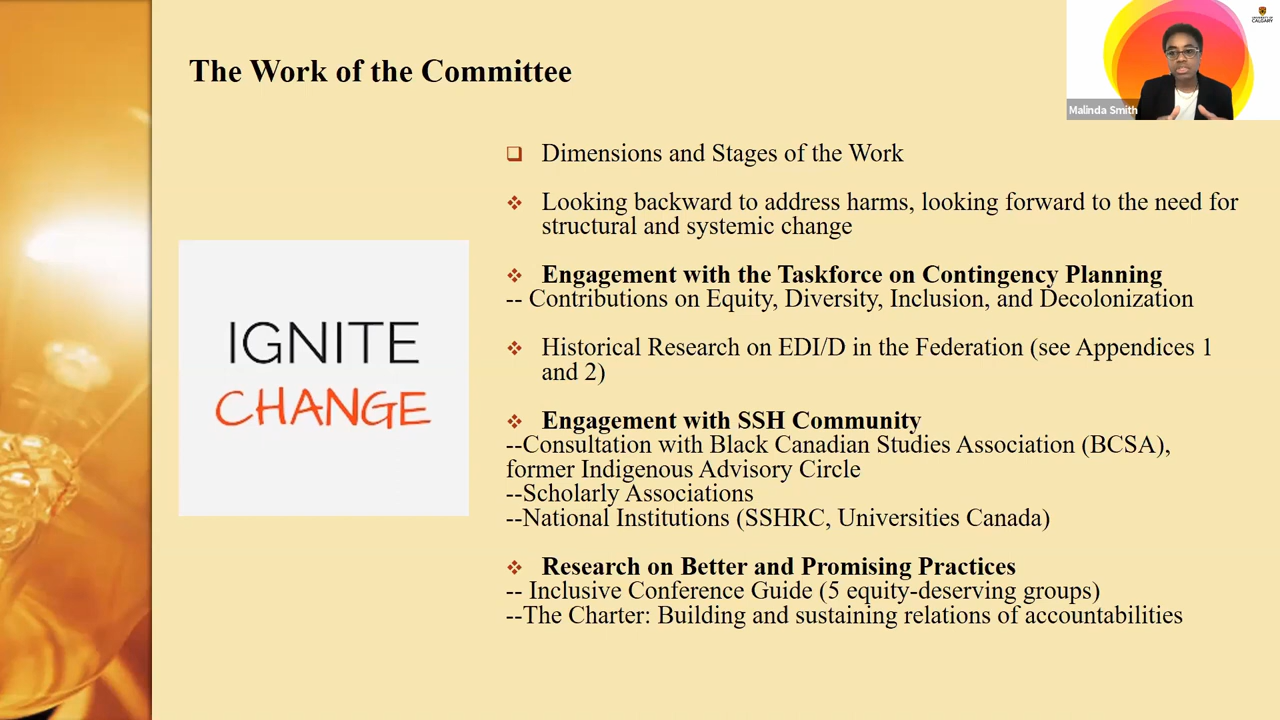 The Work of the Committee
UNIVERSITY OF
CALGARY
Malinda Smith
❑ Dimensions and Stages of the Work
❖ Looking backward to address harms, looking forward to the need for
structural and systemic change
❖ Engagement with the Taskforce on Contingency Planning
-- Contributions on Equity, Diversity, Inclusion, and Decolonization
❖ Historical Research on EDI/D in the Federation (see Appendices 1
and 2)
❖ Engagement with SSH Community
--Consultation with Black Canadian Studies Association (BCSA),
former Indigenous Advisory Circle
--Scholarly Associations
--National Institutions (SSHRC, Universities Canada)
❖ Research on Better and Promising Practices
-- Inclusive Conference Guide (5 equity-deserving groups)
--The Charter: Building and sustaining relations of accountabilities
IGNITE
CHANGE